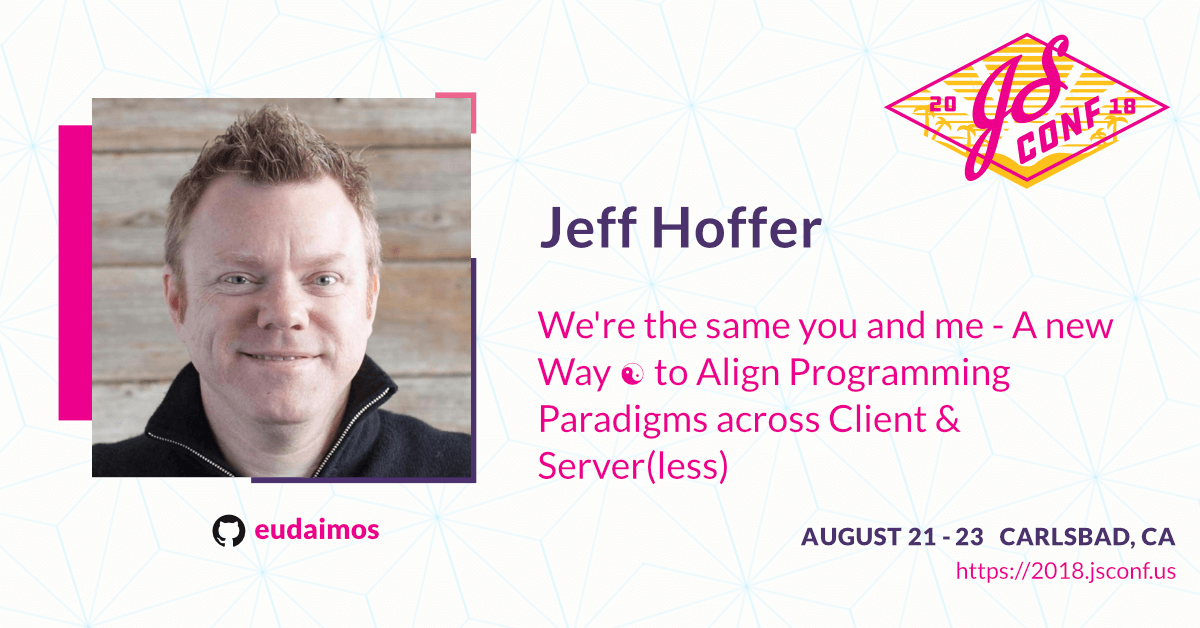 20 JS CONF 18
Jeff Hoffer
We're the same you and me - A new
Way ☯ to Align Programming
Paradigms across Client &
Server(less)
eudaimos
AUGUST 21 - 23 CARLSBAD, CA
https://2018.jsconf.us